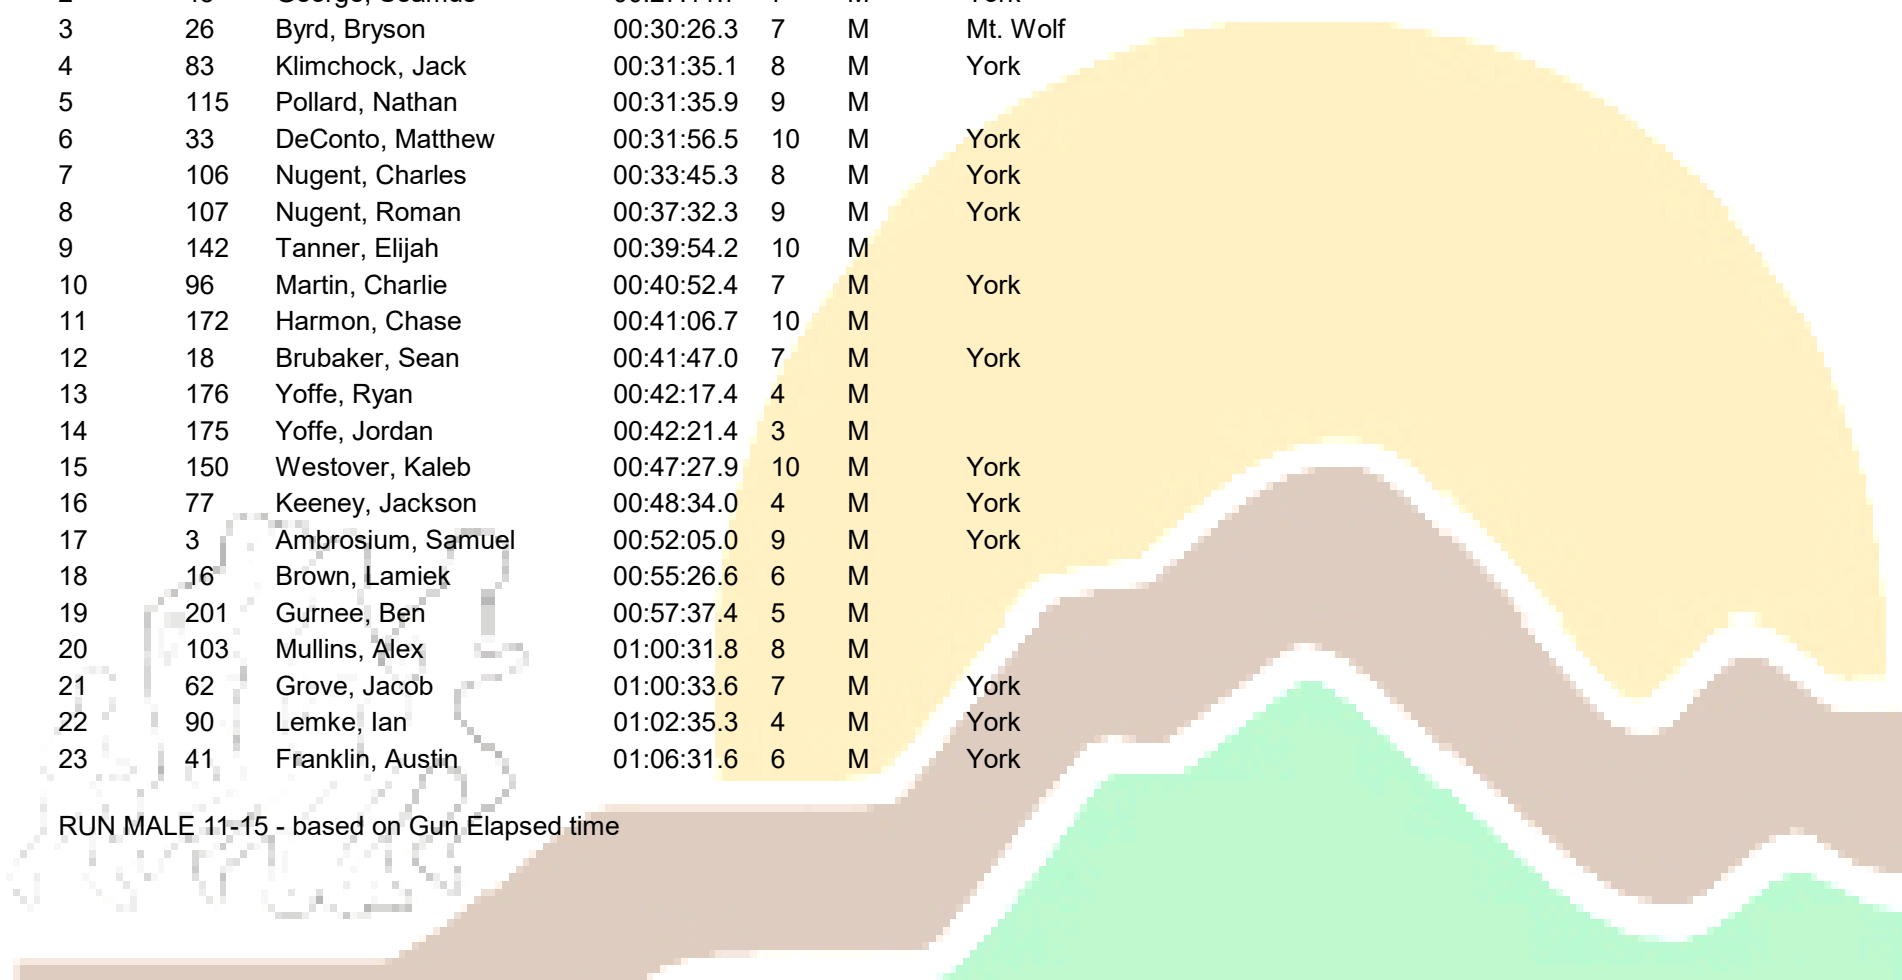 3 26 Byrd, Bryson 00:30:26.3 7 M Mt. Wolf
4 83 Klimchock, Jack 00:31:35.1 8 M York
5 115 Pollard, Nathan 00:31:35.9 9 M
6 33 DeConto, Matthew 00:31:56.5 10 M York
7 106 Nugent, Charles 00:33:45.3 8 M York
8 107 Nugent, Roman 00:37:32.3 9 M York
9 142 Tanner, Elijah 00:39:54.2 10 M
10 96 Martin, Charlie 00:40:52.4 7 M York
11 172 Harmon, Chase 00:41:06.7 10 M
12 18 Brubaker, Sean 00:41:47.0 7 M York
13 176 Yoffe, Ryan 00:42:17.4 4 M
14 175 Yoffe, Jordan 00:42:21.4 3 M
15 150 Westover, Kaleb 00:47:27.9 10 M York
16 77 Keeney, Jackson 00:48:34.0 4 M York
17 3 Ambrosium, Samuel 00:52:05.0 9 M York
18 16 Brown, Lamiek 00:55:26.6 6 M
19 201 Gurnee, Ben 00:57:37.4 5 M
20 103 Mullins, Alex 01:00:31.8 8 M
21 62 Grove, Jacob 01:00:33.6 7 M York
22 90 Lemke, Ian 01:02:35.3 4 M York
23 41 Franklin, Austin 01:06:31.6 6 M York
RUN MALE 11-15 - based on Gun Elapsed time